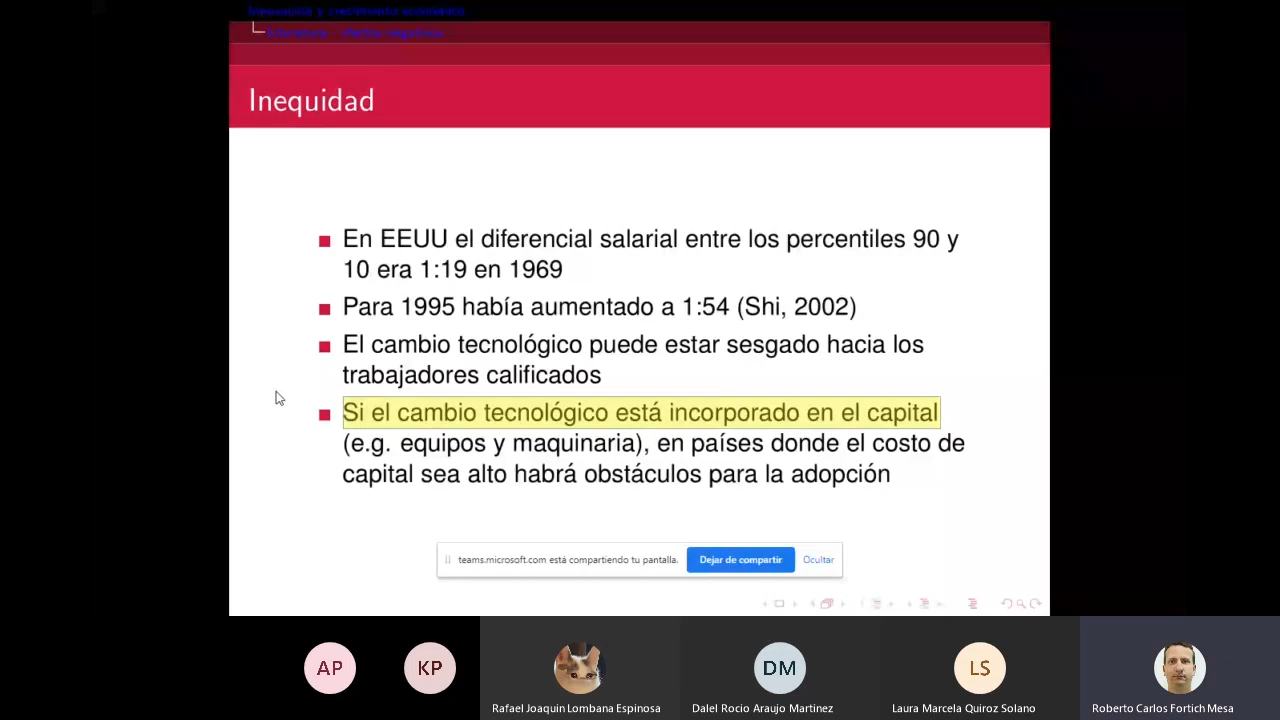 Inequidad y crecimiento económico
Inequidad
En EEUU el diferencial salarial entre los percentiles 90 y
10 era 1:19 en 1969
Para 1995 había aumentado a 1:54 (Shi, 2002)
El cambio tecnológico puede estar sesgado hacia los
trabajadores calificados
Si el cambio tecnológico está incorporado en el capital
(e.g. equipos y maquinaria), en países donde el costo de
capital sea alto habrá obstáculos para la adopción
teams.microsoft.com está compartiendo tu pantalla. Dejar de compartir Ocultar
AP KP DM LS
Rafael Joaquin Lombana Espinosa Dalel Rocio Araujo Martinez Laura Marcela Quiroz Solano Roberto Carlos Fortich Mesa